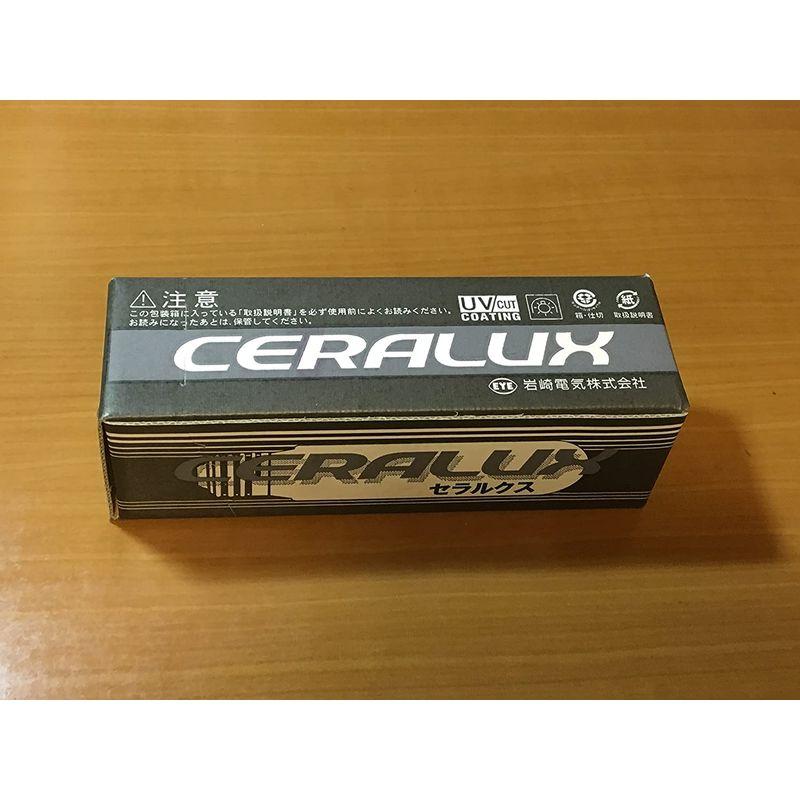 注意
この包装箱に入っている「取扱説明書」を必ず使用前によくお読みください。
お読みになったあとは、保管してください。
UV CUT
COATING
箱・仕切
紙
取扱説明書
CERALUX
EYE 岩崎電気株式会社
CERALUX
セラルクス